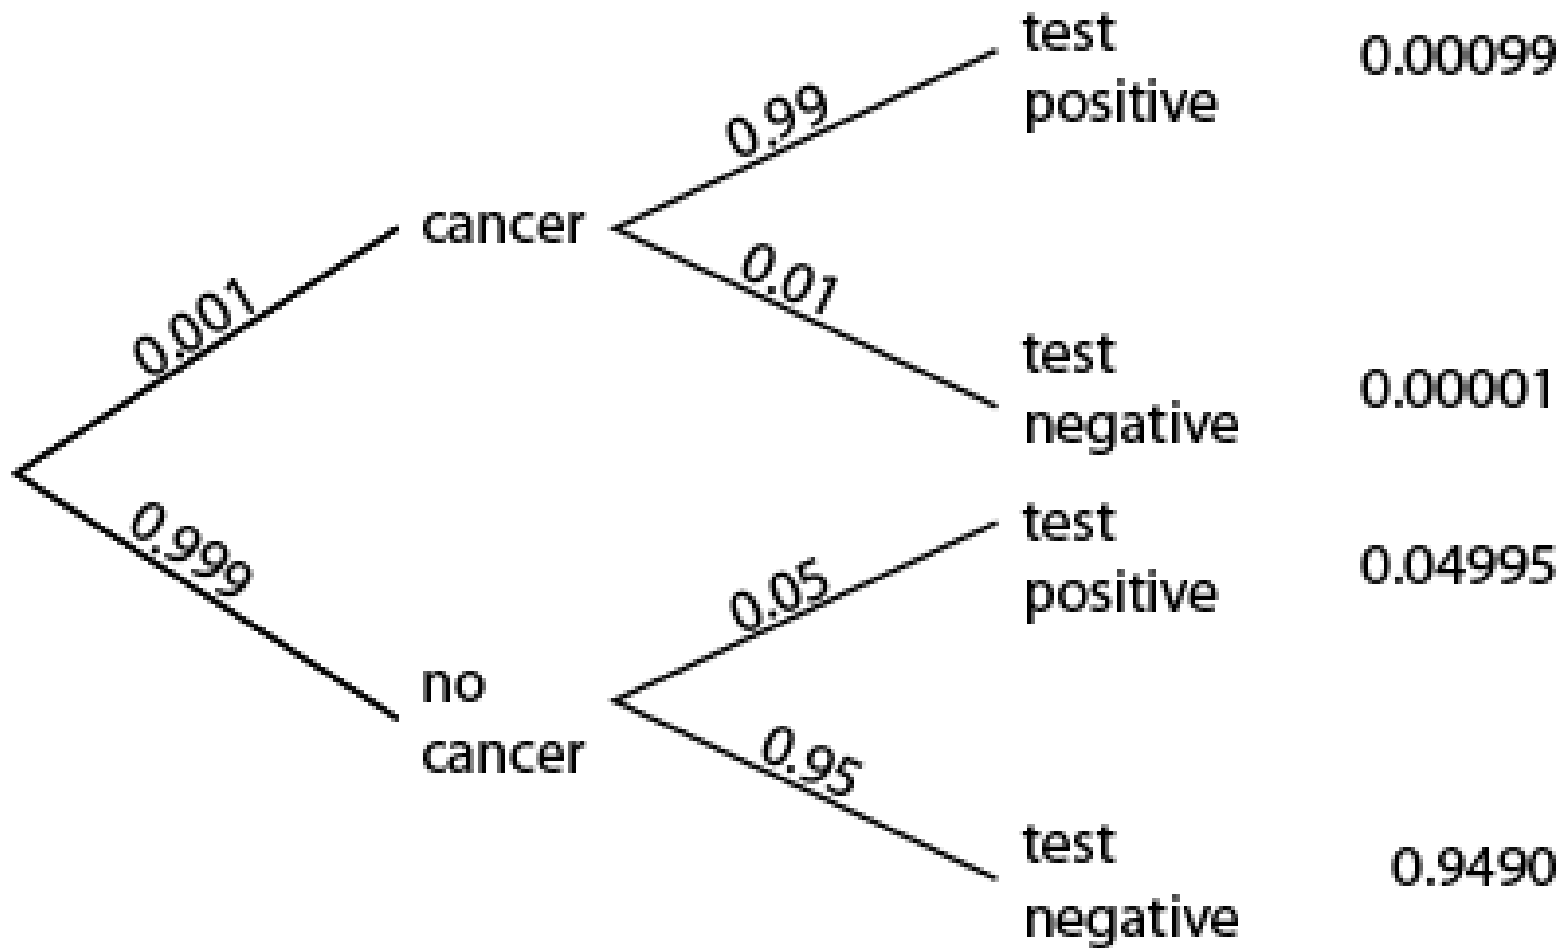 test
positive
0.00099
0.99
cancer
0.01
0.001
test
negative
0.00001
0.999
test
positive
0.04995
0.05
no
cancer
0.95
test
negative
0.9490